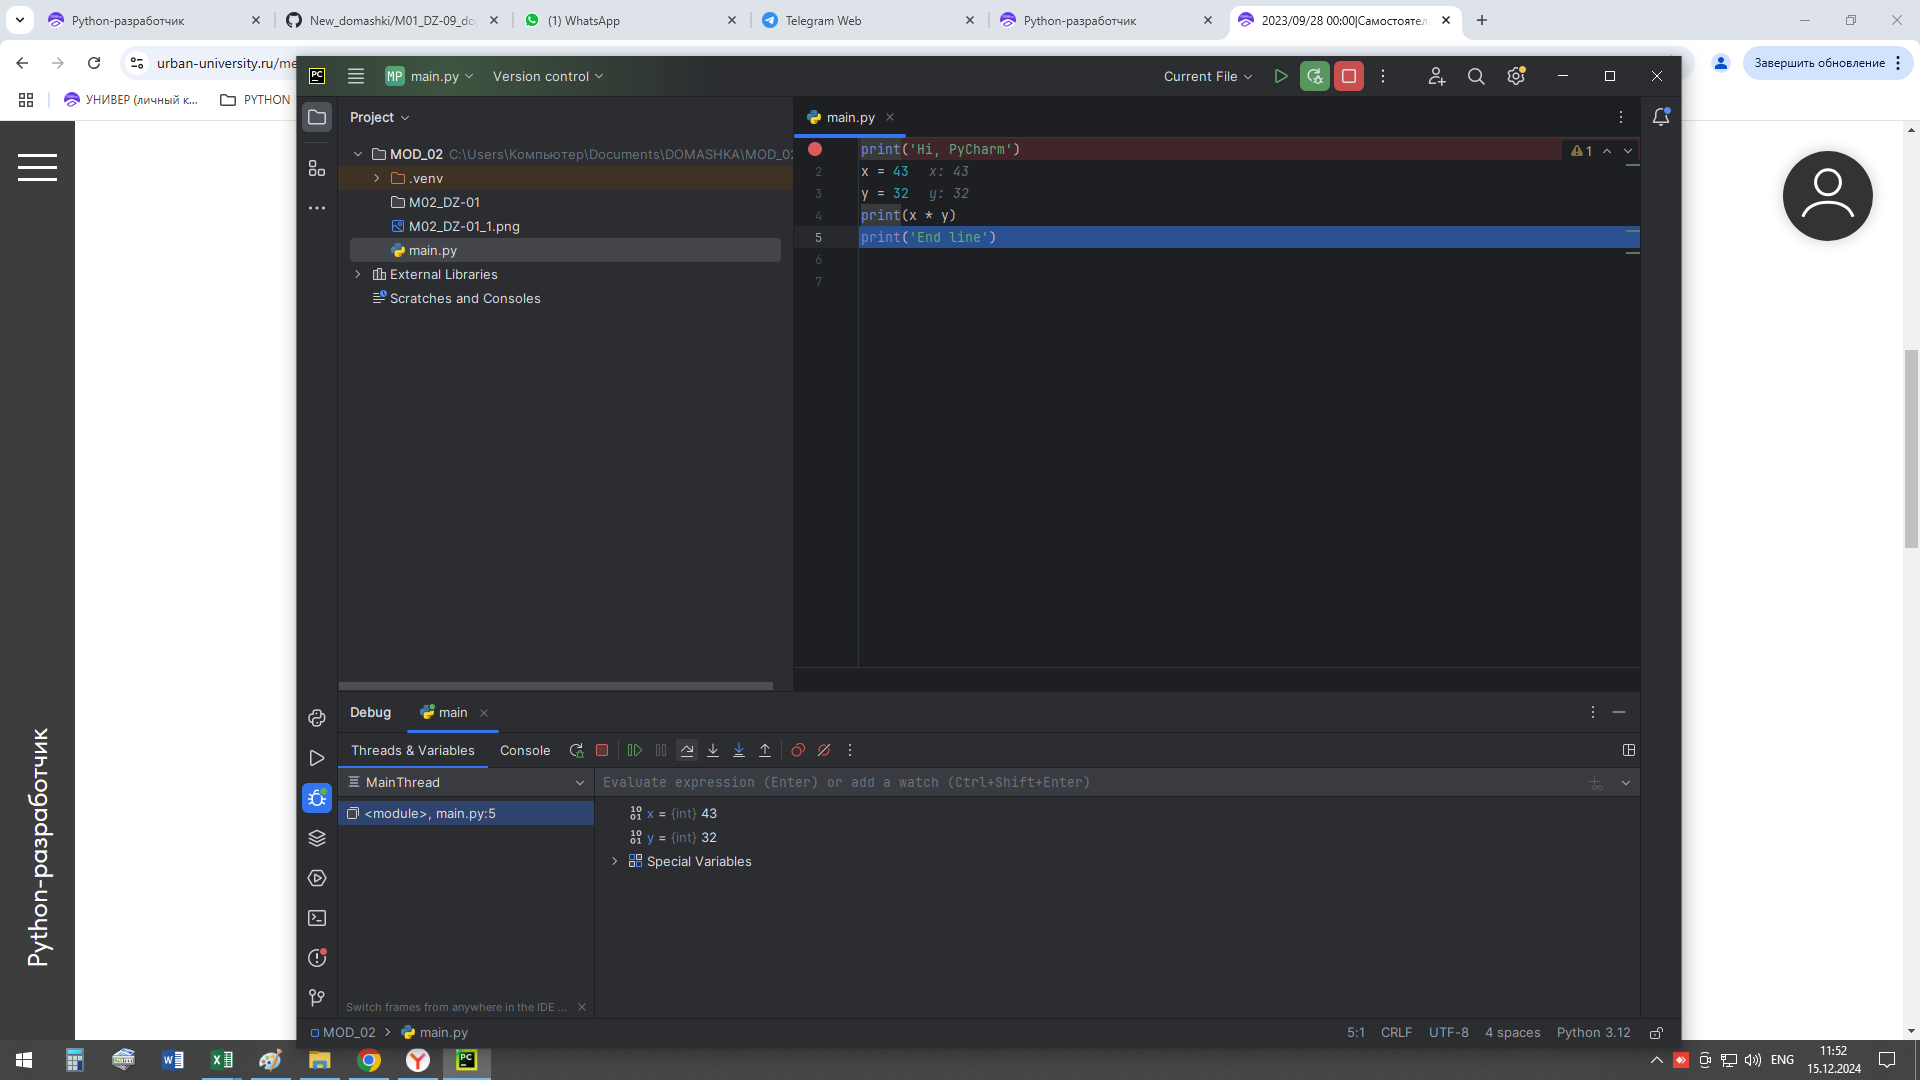 Python-разработчик
New_domashki/M01_DZ-09_do
(1) WhatsApp
Telegram Web
Python-разработчик
2023/09/28 00:00|Самостоятел
urban-university.ru/me
Завершить обновление
УНИВЕР (личный к...
PYTHON
PC
MP main.py
Version control
Current File
Project
main.py
MOD_02 C:\Users\Компьютер\Documents\DOMASHKA\MOD_02
.venv
M02_DZ-01
M02_DZ-01_1.png
main.py
External Libraries
Scratches and Consoles
print('Hi, PyCharm')
1
2 x = 43 x: 43
3 y = 32 y: 32
4 print(x * y)
5 print('End line')
6
7
Python-разработчик
Debug
main
Threads & Variables
Console
MainThread
Evaluate expression (Enter) or add a watch (Ctrl+Shift+Enter)
<module>, main.py:5
x = {int} 43
y = {int} 32
Special Variables
Switch frames from anywhere in the IDE ...
MOD_02
main.py
5:1
CRLF
UTF-8
4 spaces
Python 3.12
PC
ENG
11:52
15.12.2024